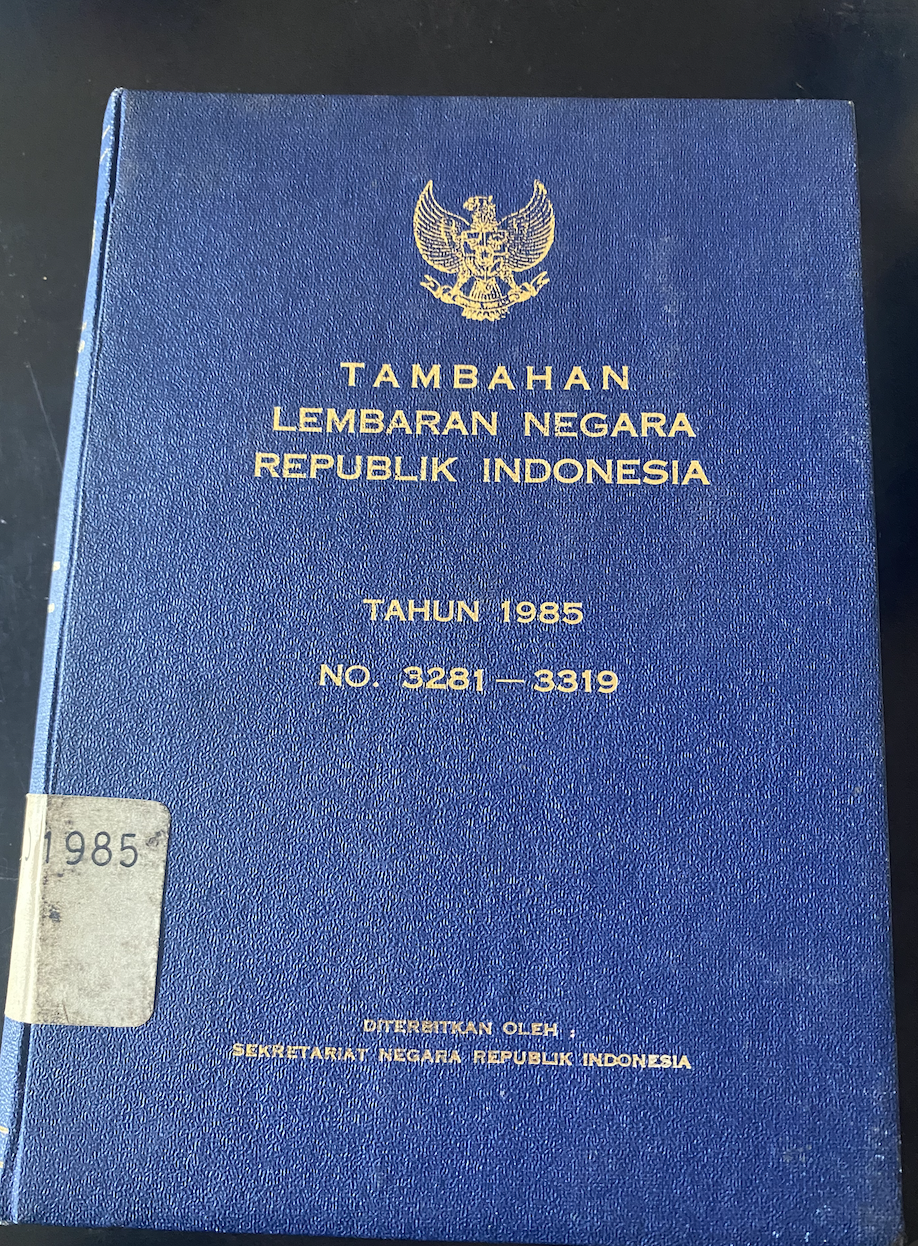 TAMBAHAN
LEMBARAN NEGARA
REPUBLIK INDONESIA
TAHUN 1985
NO. 3281 — 3319
1985
DITERBITKAN OLEH :
SEKRETARIAT NEGARA REPUBLIK INDONESIA